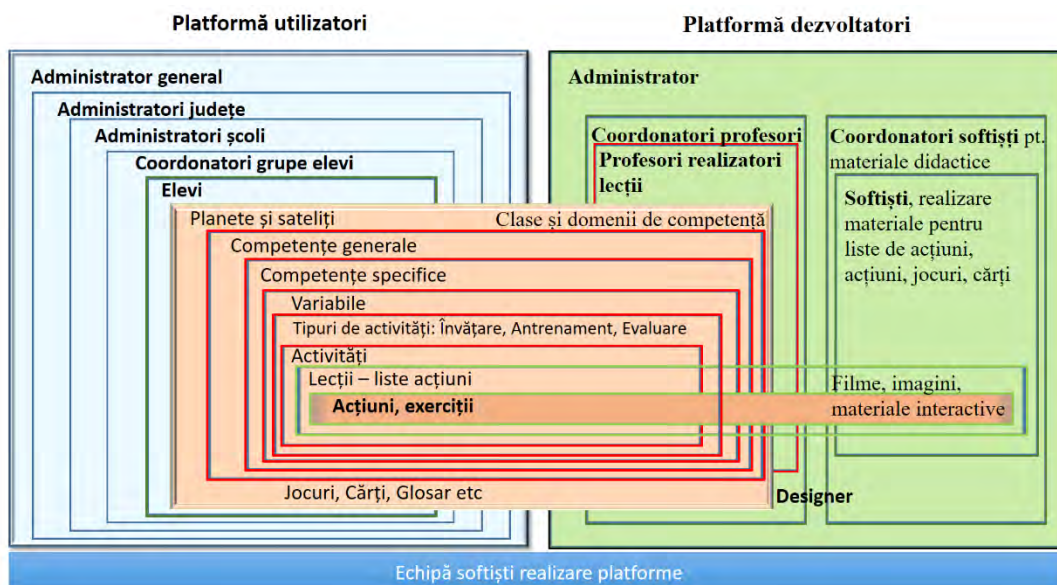 Platformă utilizatori
Platformă dezvoltatori
Administrator general
Administratori județe
Administratori școli
Coordonatori grupe elevi
Elevi
Administrator
Coordonatori profesori
Profesori realizatori
lecții
Coordonatori softiști pt.
materiale didactice
Softiști, realizare
materiale pentru
liste de acțiuni,
acțiuni, jocuri, cărți
Planete și sateliți
Clase și domenii de competență
Competențe generale
Competențe specifice
Variabile
Tipuri de activități: Învățare, Antrenament, Evaluare
Activități
Lecții – liste acțiuni
Acțiuni, exerciții
Filme, imagini,
materiale interactive
Jocuri, Cărți, Glosar etc
Designer
Echipă softiști realizare platforme